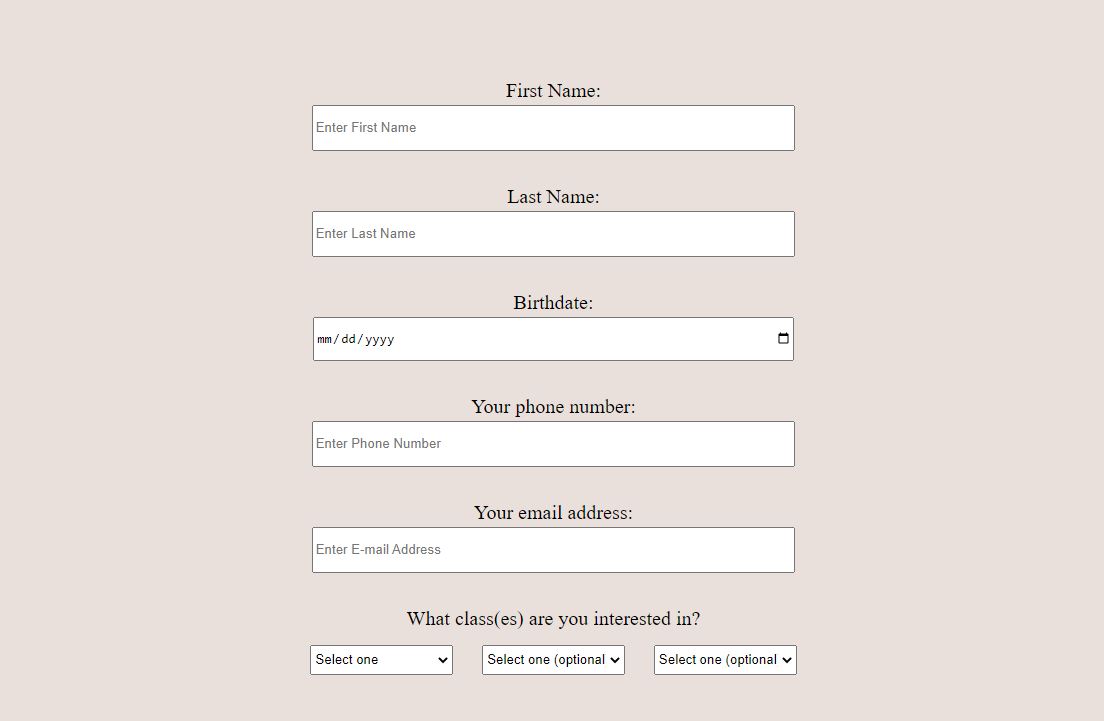 First Name:
Enter First Name
Last Name:
Enter Last Name
Birthdate:
mm/dd/yyyy
Your phone number:
Enter Phone Number
Your email address:
Enter E-mail Address
What class(es) are you interested in?
Select one Select one (optional Select one (optional